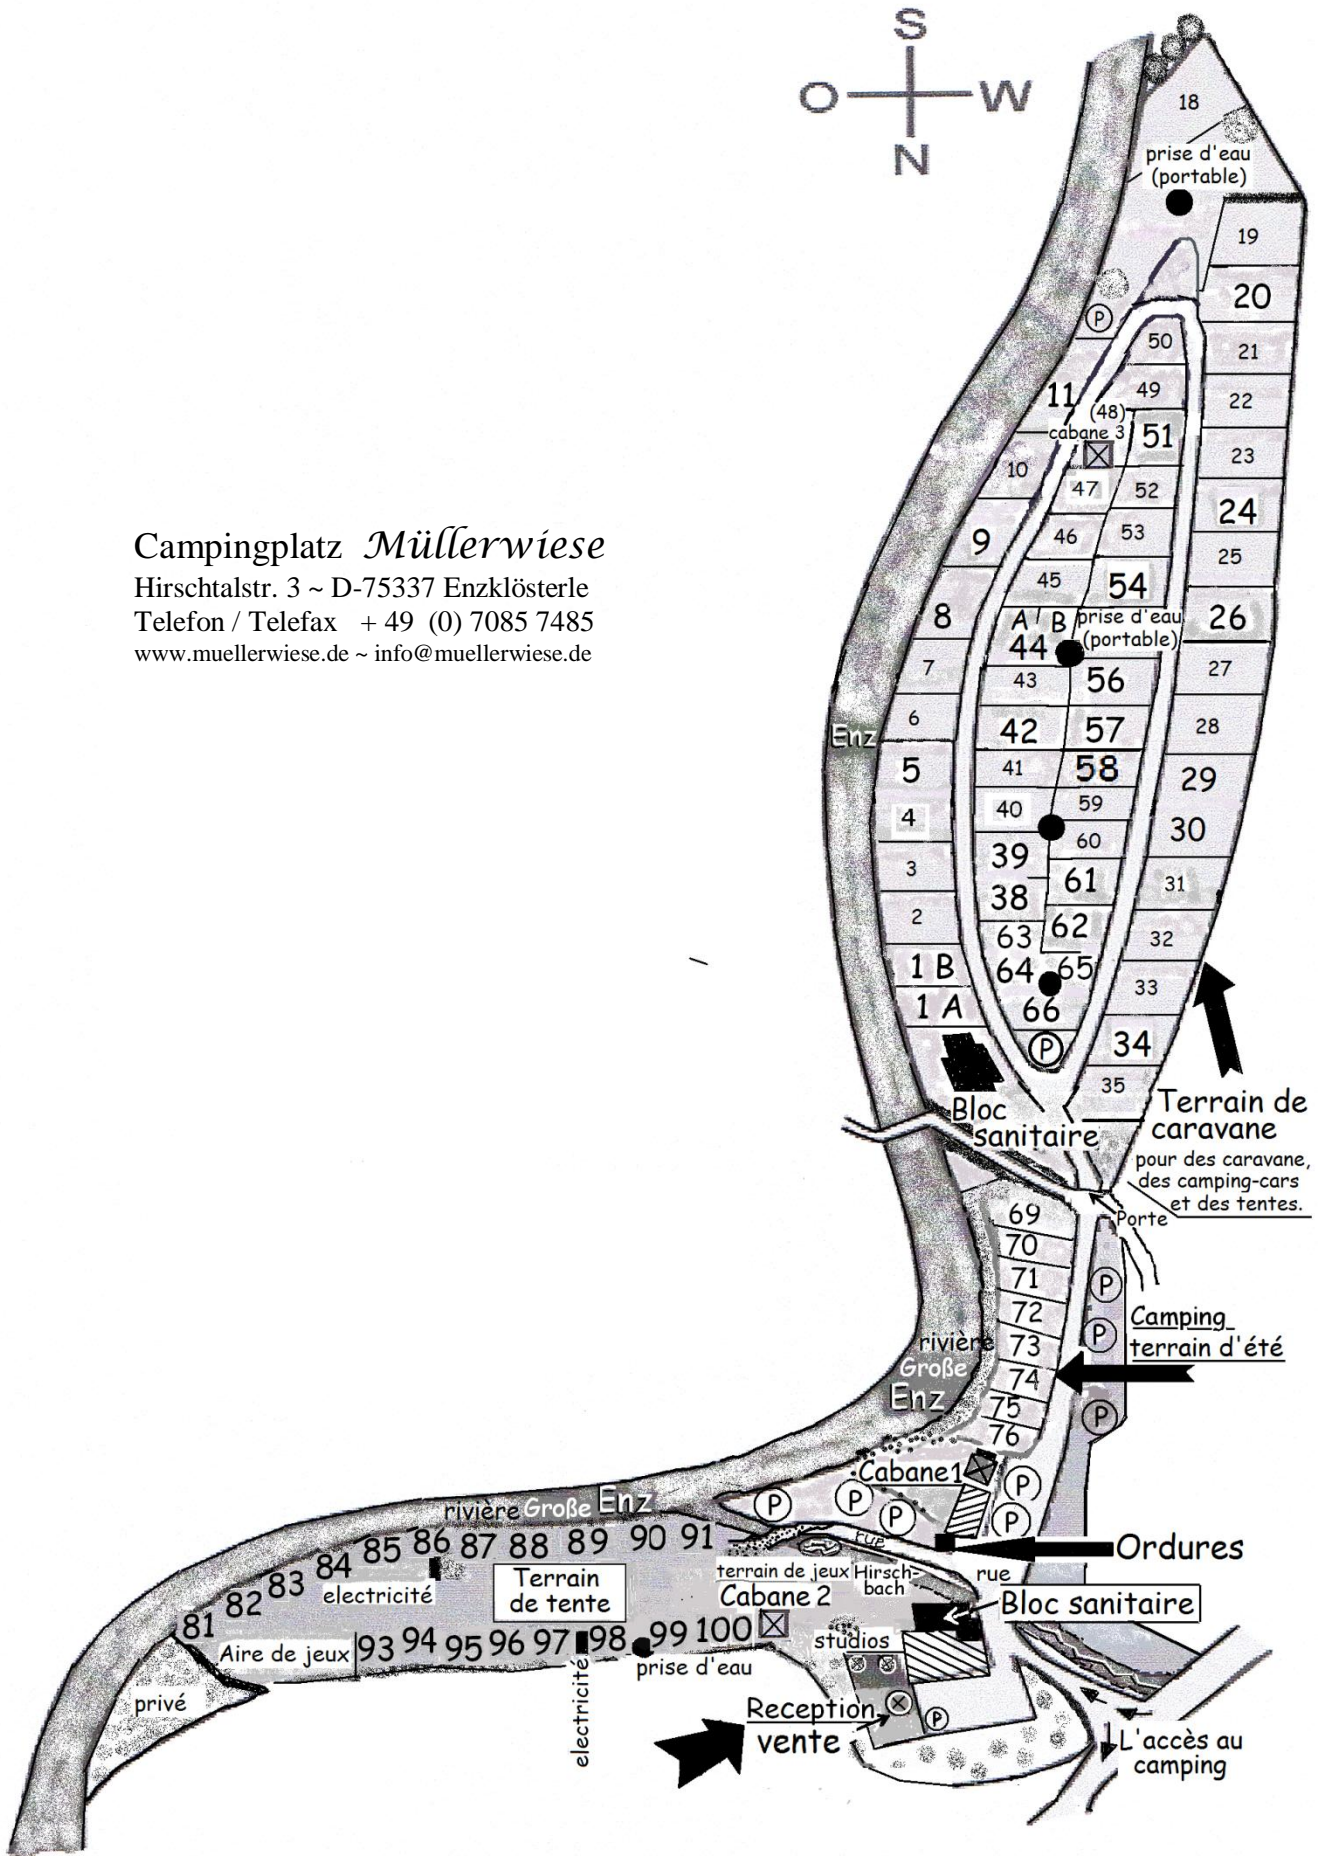 S
O W
N
Campingplatz Müllerwiese
Hirschtalstr. 3 ~ D-75337 Enzklösterle
Telefon / Telefax + 49 (0) 7085 7485
www.muellerwiese.de ~ info@muellerwiese.de
18
prise d'eau
(portable)
19
20
21
22
23
24
25
26
27
28
29
30
31
32
33
34
35
P
50
49
(48)
cabane 3
51
47
52
46
53
45
54
A B
44
prise d'eau
(portable)
43
56
42
57
41
58
40
59
60
39
61
38
62
63
64
65
66
P
11
10
9
8
7
6
Enz
5
4
3
2
1 B
1 A
Bloc
sanitaire
Terrain de
caravane
pour des caravane,
des camping-cars
et des tentes.
Porte
69
70
71
72
73
74
75
76
P
P
P
Camping
terrain d'été
rivière
Große
Enz
Cabane1
P
P
P
P
P
rivière Große Enz
Ordures
rue
81
82
83
84
85
86
87
88
89
90
91
electricité
Terrain
de tente
terrain de jeux
Hirsch-
bach
Cabane 2
Bloc sanitaire
Aire de jeux
93
94
95
96
97
98
99
100
studios
electricité
prise d'eau
privé
Reception
vente
P
L'accès au
camping